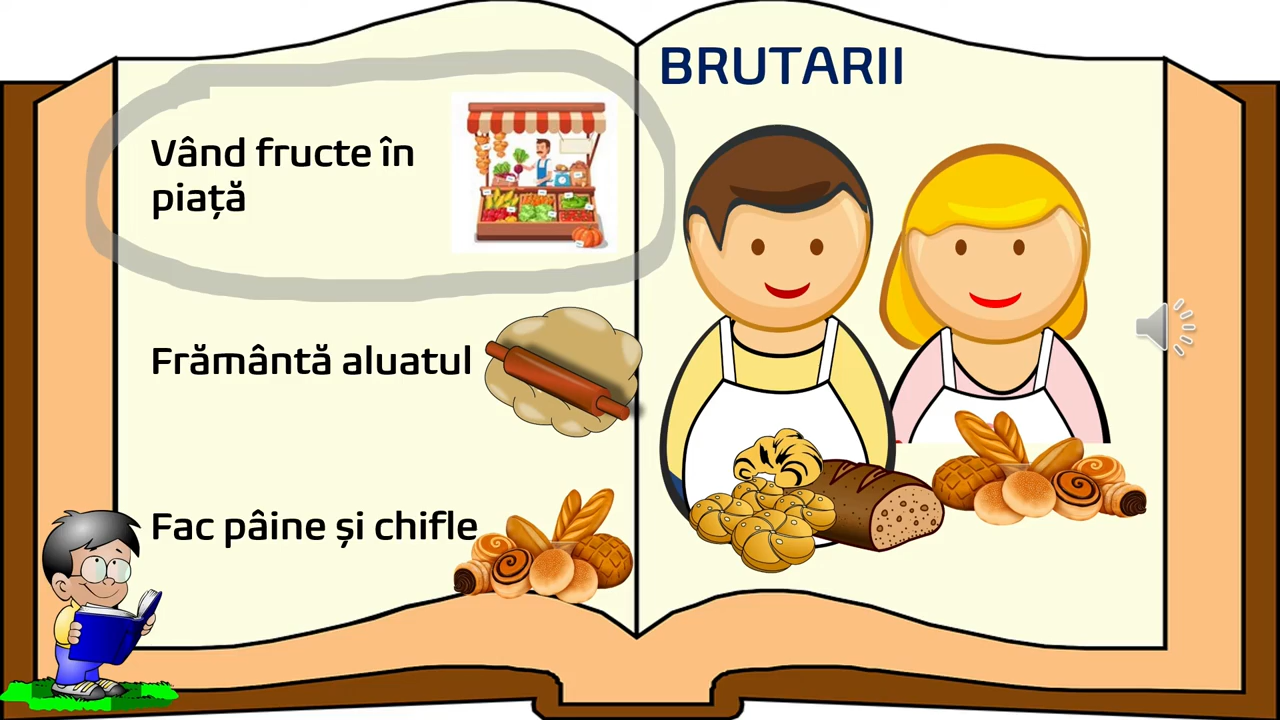 BRUTARII
Vând fructe în
piață
Frământă aluatul
Fac pâine și chifle